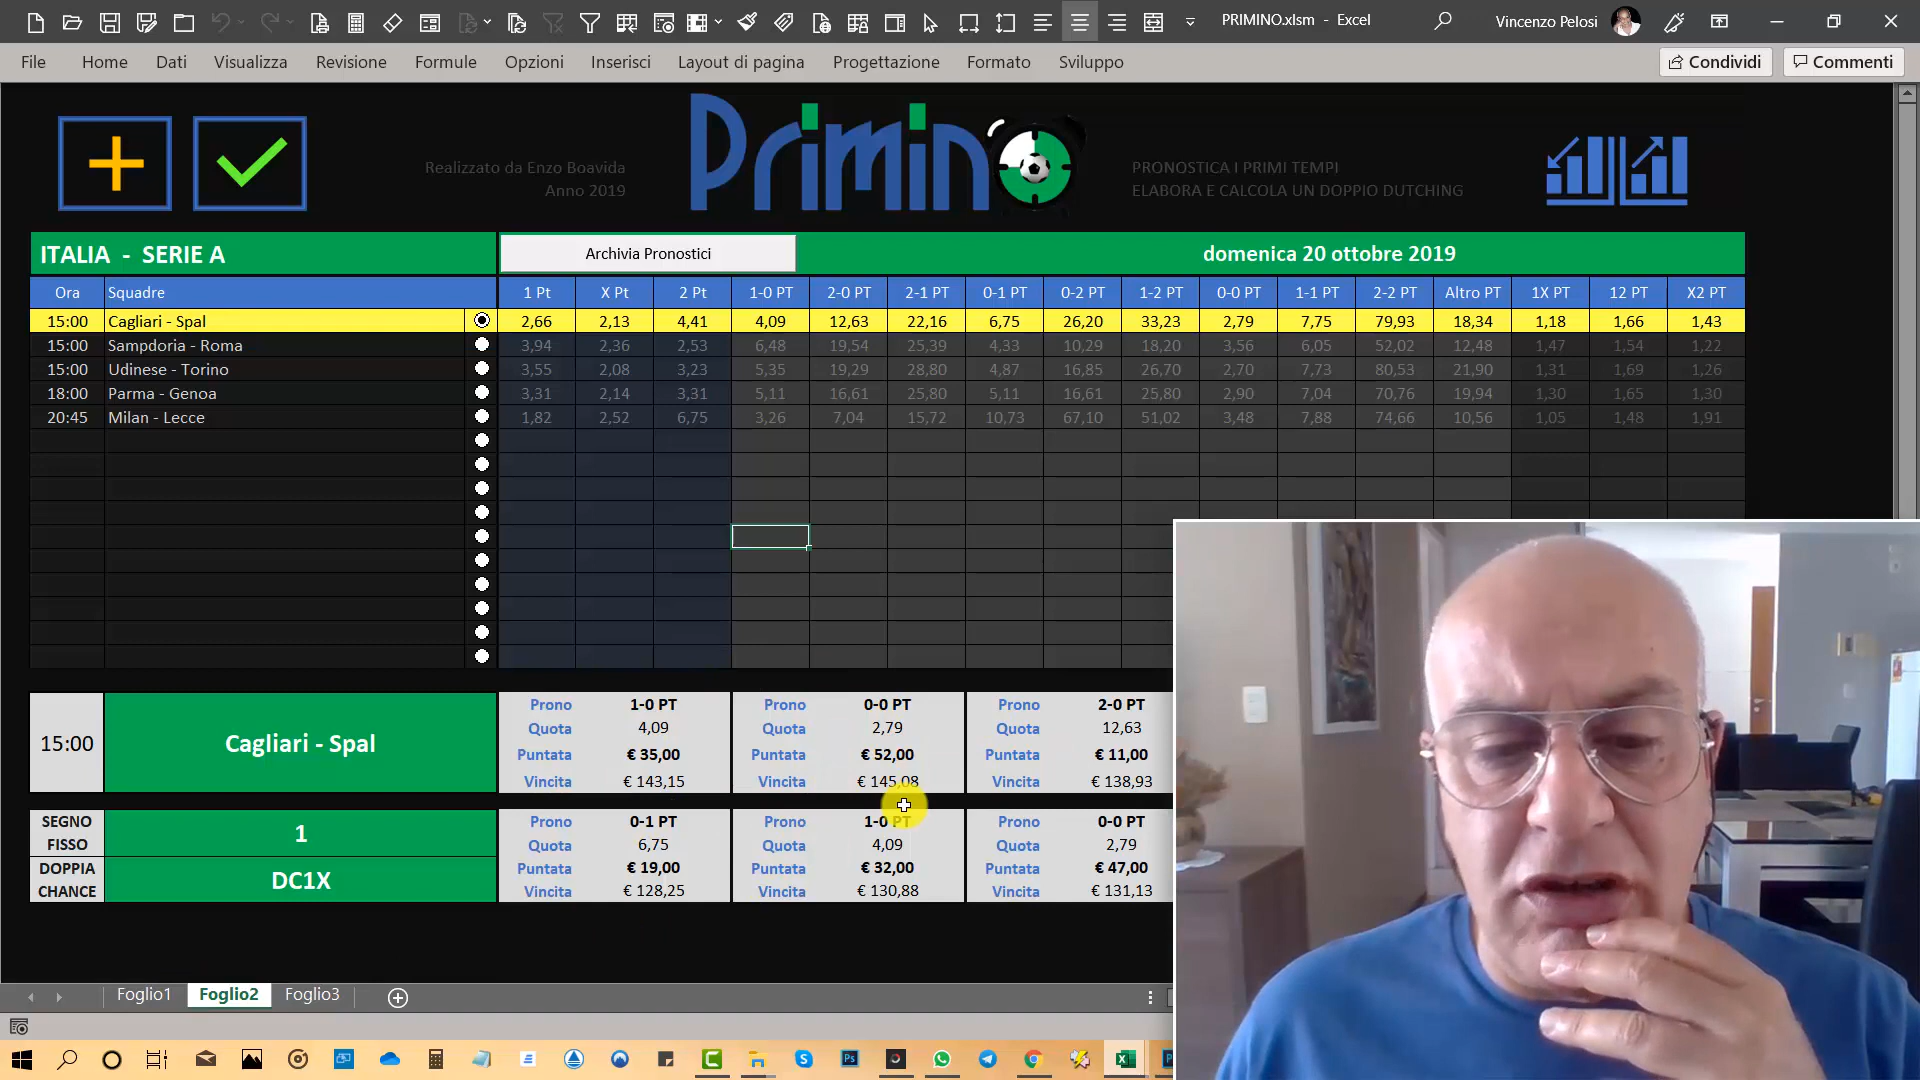 PRIMINO.xlsm - Excel
Vincenzo Pelosi
File Home Dati Visualizza Revisione Formule Opzioni Inserisci Layout di pagina Progettazione Formato Sviluppo Condividi Commenti
Realizzato da Enzo Boavida
Anno 2019
Primino
PRONOSTICA I PRIMI TEMPI
ELABORA E CALCOLA UN DOPPIO DUTCHING
ITALIA - SERIE A Archivia Pronostici domenica 20 ottobre 2019
Ora Squadre 1 Pt X Pt 2 Pt 1-0 PT 2-0 PT 2-1 PT 0-1 PT 0-2 PT 1-2 PT 0-0 PT 1-1 PT 2-2 PT Altro PT 1X PT 12 PT X2 PT
15:00 Cagliari - Spal 2,66 2,13 4,41 4,09 12,63 22,16 6,75 26,20 33,23 2,79 7,75 79,93 18,34 1,18 1,66 1,43
15:00 Sampdoria - Roma 3,94 2,36 2,53 6,48 19,54 25,39 4,33 10,29 18,20 3,56 6,05 52,02 12,48 1,47 1,54 1,22
15:00 Udinese - Torino 3,55 2,08 3,23 5,35 19,29 28,80 4,87 16,85 26,70 2,70 7,73 80,53 21,90 1,31 1,69 1,26
18:00 Parma - Genoa 3,31 2,14 3,31 5,11 16,61 25,80 5,11 16,61 25,80 2,90 7,04 70,76 19,94 1,30 1,65 1,30
20:45 Milan - Lecce 1,82 2,52 6,75 3,26 7,04 15,72 10,73 67,10 51,02 3,48 7,88 74,66 10,56 1,05 1,48 1,91
15:00 Cagliari - Spal
Prono 1-0 PT Prono 0-0 PT Prono 2-0 PT
Quota 4,09 Quota 2,79 Quota 12,63
Puntata € 35,00 Puntata € 52,00 Puntata € 11,00
Vincita € 143,15 Vincita € 145,08 Vincita € 138,93
SEGNO FISSO 1
DOPPIA CHANCE DC1X
Prono 0-1 PT Prono 1-0 PT Prono 0-0 PT
Quota 6,75 Quota 4,09 Quota 2,79
Puntata € 19,00 Puntata € 32,00 Puntata € 47,00
Vincita € 128,25 Vincita € 130,88 Vincita € 131,13
Foglio1 Foglio2 Foglio3